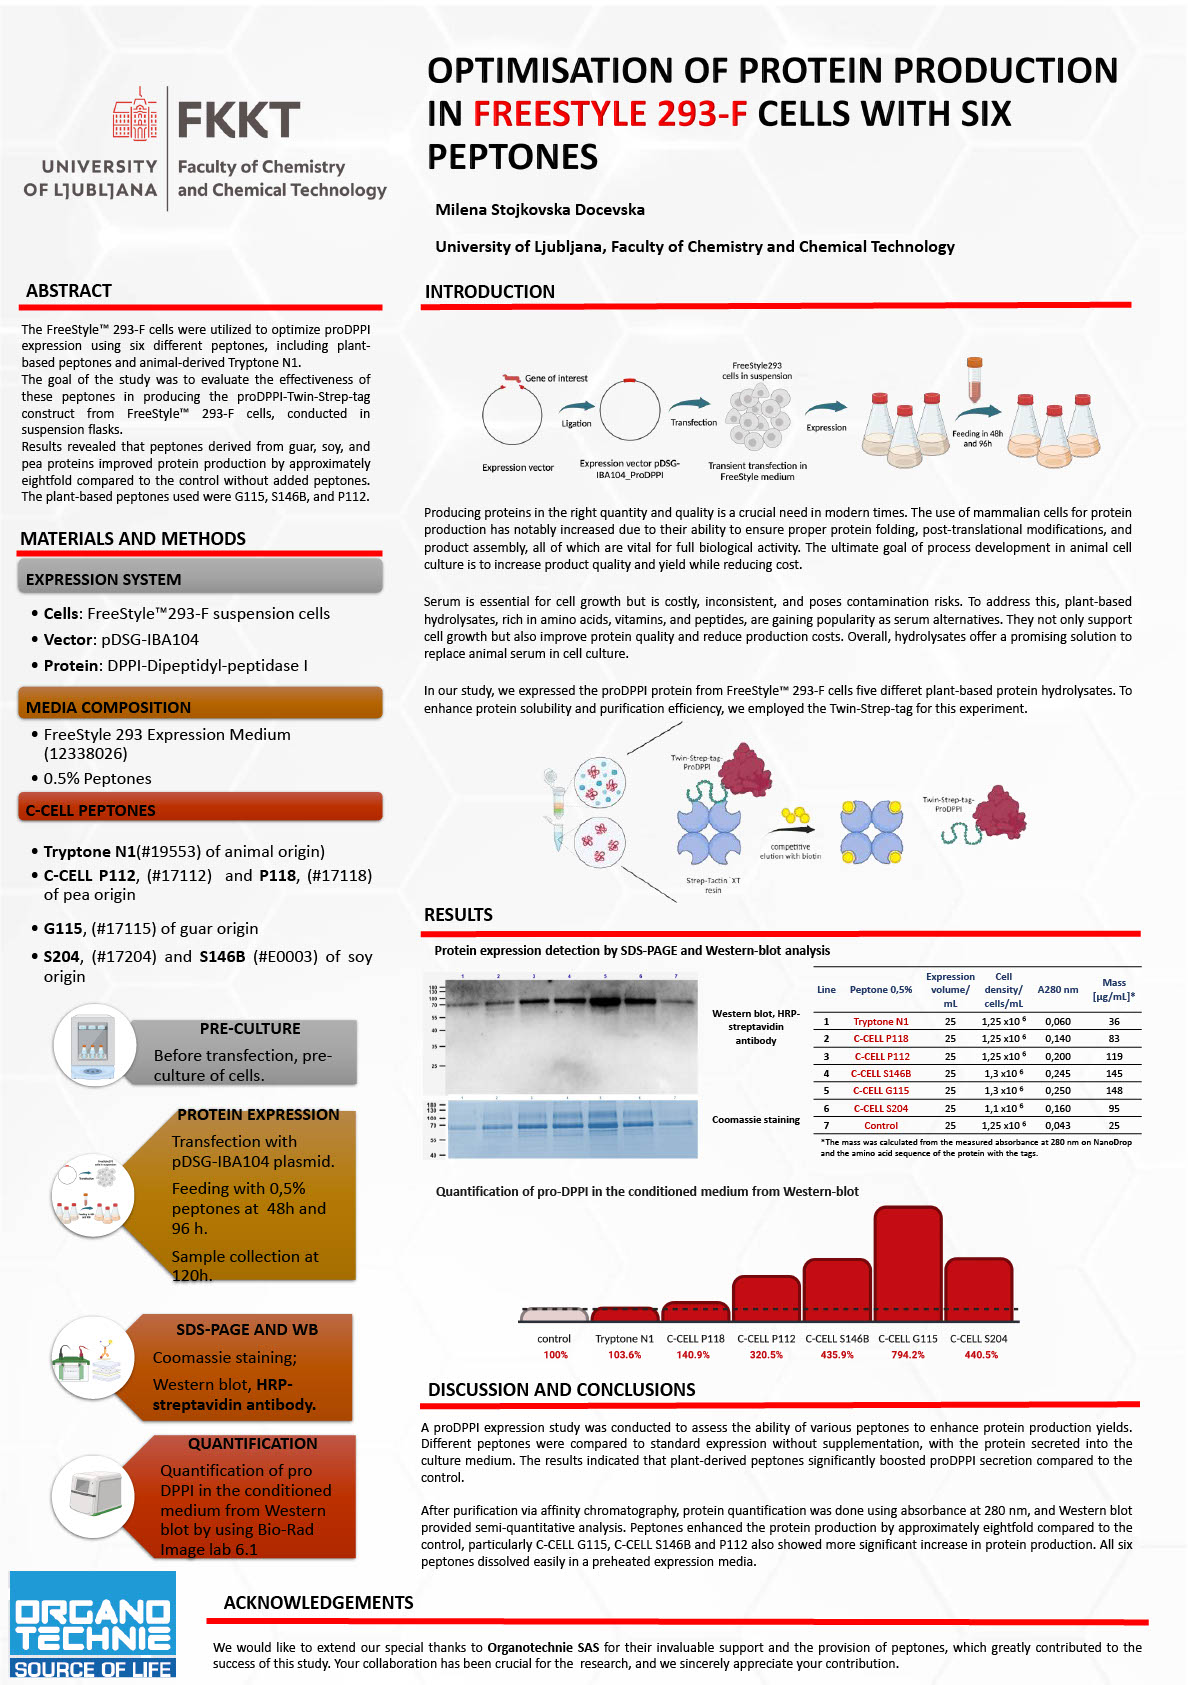 OPTIMISATION OF PROTEIN PRODUCTION
IN FREESTYLE 293-F CELLS WITH SIX
PEPTONES
FKKT
UNIVERSITY
OF LJUBLJANA
Faculty of Chemistry
and Chemical Technology
Milena Stojkovska Docevska
University of Ljubljana, Faculty of Chemistry and Chemical Technology
ABSTRACT
The FreeStyle™ 293-F cells were utilized to optimize proDPPI
expression using six different peptones, including plant-
based peptones and animal-derived Tryptone N1.
The goal of the study was to evaluate the effectiveness of
these peptones in producing the proDPPI-Twin-Strep-tag
construct from FreeStyle™ 293-F cells, conducted in
suspension flasks.
Results revealed that peptones derived from guar, soy, and
pea proteins improved protein production by approximately
eightfold compared to the control without added peptones.
The plant-based peptones used were G115, S146B, and P112.
MATERIALS AND METHODS
EXPRESSION SYSTEM
• Cells: FreeStyle™293-F suspension cells
• Vector: pDSG-IBA104
• Protein: DPPI-Dipeptidyl-peptidase I
MEDIA COMPOSITION
• FreeStyle 293 Expression Medium
(12338026)
• 0.5% Peptones
C-CELL PEPTONES
• Tryptone N1(#19553) of animal origin)
• C-CELL P112, (#17112) and P118, (#17118)
of pea origin
• G115, (#17115) of guar origin
• S204, (#17204) and S146B (#E0003) of soy
origin
PRE-CULTURE
Before transfection, pre-
culture of cells.
PROTEIN EXPRESSION
Transfection with
pDSG-IBA104 plasmid.
Feeding with 0,5%
peptones at 48h and
96 h.
Sample collection at
120h.
SDS-PAGE AND WB
Coomassie staining;
Western blot, HRP-
streptavidin antibody.
QUANTIFICATION
Quantification of pro
DPPI in the conditioned
medium from Western
blot by using Bio-Rad
Image lab 6.1
INTRODUCTION
Gene of interest
Expression vector
Ligation
Expression vector pDSG-
IBA104_ProDPPI
Transfection
FreeStyle293
cells in suspension
Transient transfection in
FreeStyle medium
Expression
Feeding in 48h
and 96h
Producing proteins in the right quantity and quality is a crucial need in modern times. The use of mammalian cells for protein
production has notably increased due to their ability to ensure proper protein folding, post-translational modifications, and
product assembly, all of which are vital for full biological activity. The ultimate goal of process development in animal cell
culture is to increase product quality and yield while reducing cost.
Serum is essential for cell growth but is costly, inconsistent, and poses contamination risks. To address this, plant-based
hydrolysates, rich in amino acids, vitamins, and peptides, are gaining popularity as serum alternatives. They not only support
cell growth but also improve protein quality and reduce production costs. Overall, hydrolysates offer a promising solution to
replace animal serum in cell culture.
In our study, we expressed the proDPPI protein from FreeStyle™ 293-F cells five differet plant-based protein hydrolysates. To
enhance protein solubility and purification efficiency, we employed the Twin-Strep-tag for this experiment.
Twin-Strep-tag-
ProDPPI
Strep-Tactin XT
resin
competitive
elution with biotin
Twin-Strep-tag-
ProDPPI
RESULTS
Protein expression detection by SDS-PAGE and Western-blot analysis
1 2 3 4 5 6 7
180
130
100
70
55
40
35
25
Western blot, HRP-
streptavidin
antibody
180
130
100
70
55
40
Coomassie staining
Line Peptone 0,5% Expression volume/ mL Cell density/ cells/mL A280 nm Mass [µg/mL]*
1 Tryptone N1 25 1,25 x10 6 0,060 36
2 C-CELL P118 25 1,25 x10 6 0,140 83
3 C-CELL P112 25 1,25 x10 6 0,200 119
4 C-CELL S146B 25 1,3 x10 6 0,245 145
5 C-CELL G115 25 1,3 x10 6 0,250 148
6 C-CELL S204 25 1,1 x10 6 0,160 95
7 Control 25 1,25 x10 6 0,043 25
*The mass was calculated from the measured absorbance at 280 nm on NanoDrop
and the amino acid sequence of the protein with the tags.
Quantification of pro-DPPI in the conditioned medium from Western-blot
control Tryptone N1 C-CELL P118 C-CELL P112 C-CELL S146B C-CELL G115 C-CELL S204
100% 103.6% 140.9% 320.5% 435.9% 794.2% 440.5%
DISCUSSION AND CONCLUSIONS
A proDPPI expression study was conducted to assess the ability of various peptones to enhance protein production yields.
Different peptones were compared to standard expression without supplementation, with the protein secreted into the
culture medium. The results indicated that plant-derived peptones significantly boosted proDPPI secretion compared to the
control.
After purification via affinity chromatography, protein quantification was done using absorbance at 280 nm, and Western blot
provided semi-quantitative analysis. Peptones enhanced the protein production by approximately eightfold compared to the
control, particularly C-CELL G115, C-CELL S146B and P112 also showed more significant increase in protein production. All six
peptones dissolved easily in a preheated expression media.
ORGANO
TECHNIE
SOURCE OF LIFE
ACKNOWLEDGEMENTS
We would like to extend our special thanks to Organotechnie SAS for their invaluable support and the provision of peptones, which greatly contributed to the
success of this study. Your collaboration has been crucial for the research, and we sincerely appreciate your contribution.